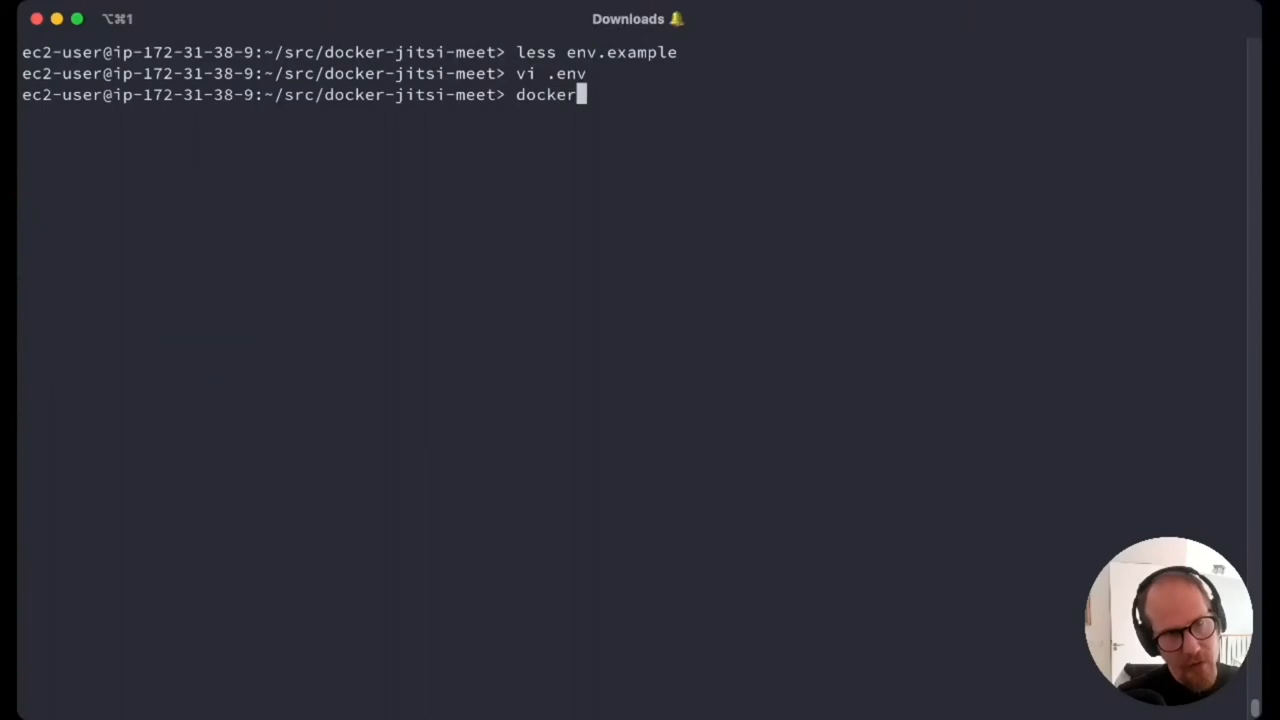 ⌥⌘1
Downloads 🔔
ec2-user@ip-172-31-38-9:~/src/docker-jitsi-meet> less env.example
ec2-user@ip-172-31-38-9:~/src/docker-jitsi-meet> vi .env
ec2-user@ip-172-31-38-9:~/src/docker-jitsi-meet> docker